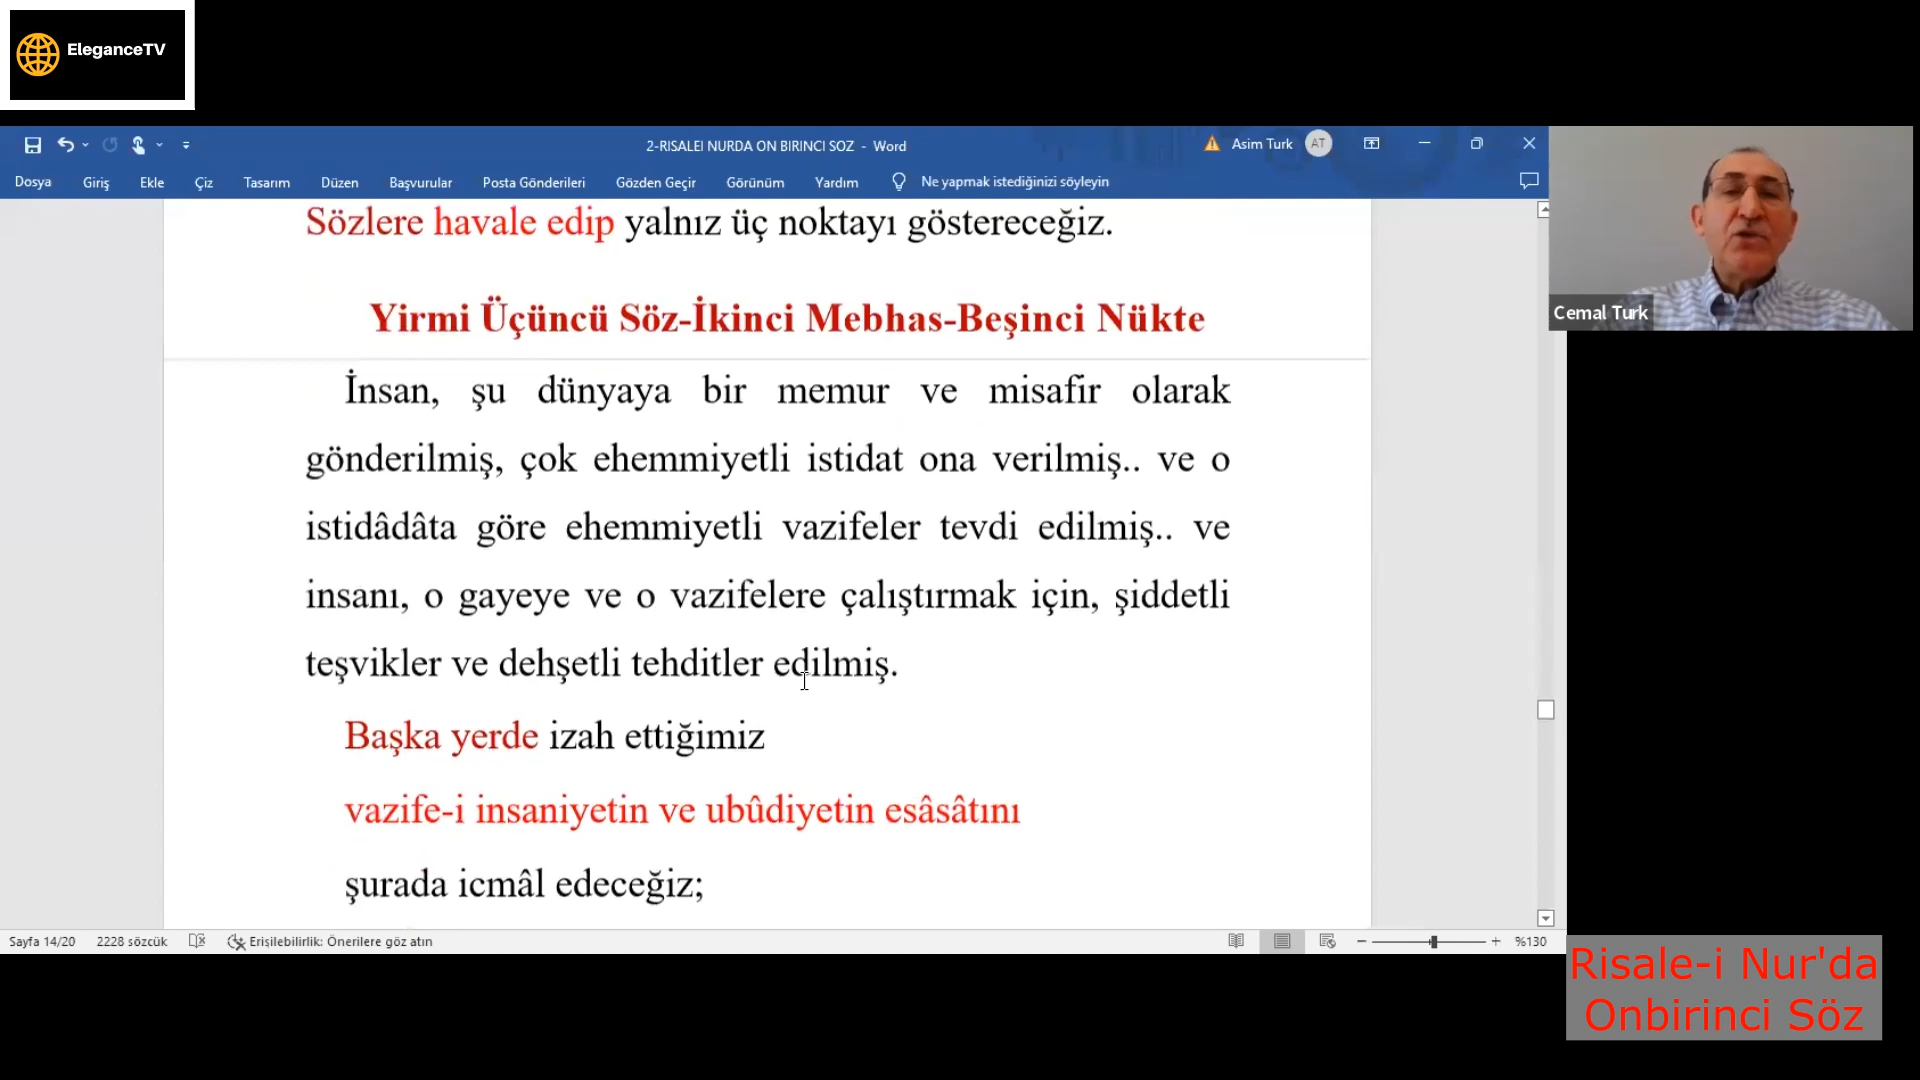 EleganceTV
2-RISALEI NURDA ON BIRINCI SOZ - Word
Asim Turk
AT
Dosya Giriş Ekle Çiz Tasarım Düzen Başvurular Posta Gönderileri Gözden Geçir Görünüm Yardım Ne yapmak istediğinizi söyleyin
Sözlere havale edip yalnız üç noktayı göstereceğiz.
Yirmi Üçüncü Söz-İkinci Mebhas-Beşinci Nükte
İnsan, şu dünyaya bir memur ve misafir olarak
gönderilmiş, çok ehemmiyetli istidat ona verilmiş.. ve o
istidâdâta göre ehemmiyetli vazifeler tevdi edilmiş.. ve
insanı, o gayeye ve o vazifelere çalıştırmak için, şiddetli
teşvikler ve dehşetli tehditler edilmiş.
Başka yerde izah ettiğimiz
vazife-i insaniyetin ve ubûdiyetin esâsâtını
şurada icmâl edeceğiz;
Sayfa 14/20 2228 sözcük Erişilebilirlik: Önerilere göz atın %130
Cemal Turk
Risale-i Nur'da
Onbirinci Söz